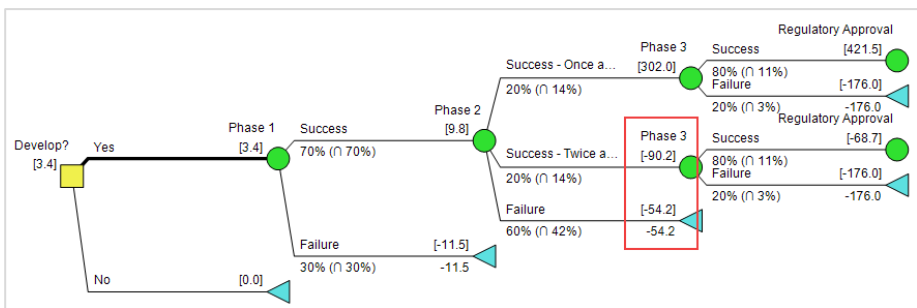 Regulatory Approval
Phase 3
Success
[421.5]
Success - Once a...
[302.0]
80% (∩ 11%)
Failure
[-176.0]
20% (∩ 14%)
20% (∩ 3%)
-176.0
Phase 2
Regulatory Approval
Phase 1
Success
[9.8]
Phase 3
Success
[-68.7]
Develop?
Yes
[3.4]
70% (∩ 70%)
Success - Twice a...
[-90.2]
80% (∩ 11%)
[3.4]
20% (∩ 14%)
Failure
[-176.0]
20% (∩ 3%)
-176.0
Failure
[-54.2]
60% (∩ 42%)
-54.2
Failure
[-11.5]
30% (∩ 30%)
-11.5
No
[0.0]